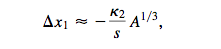 Δx₁ ≈ − κ₂/s A^{1/3},